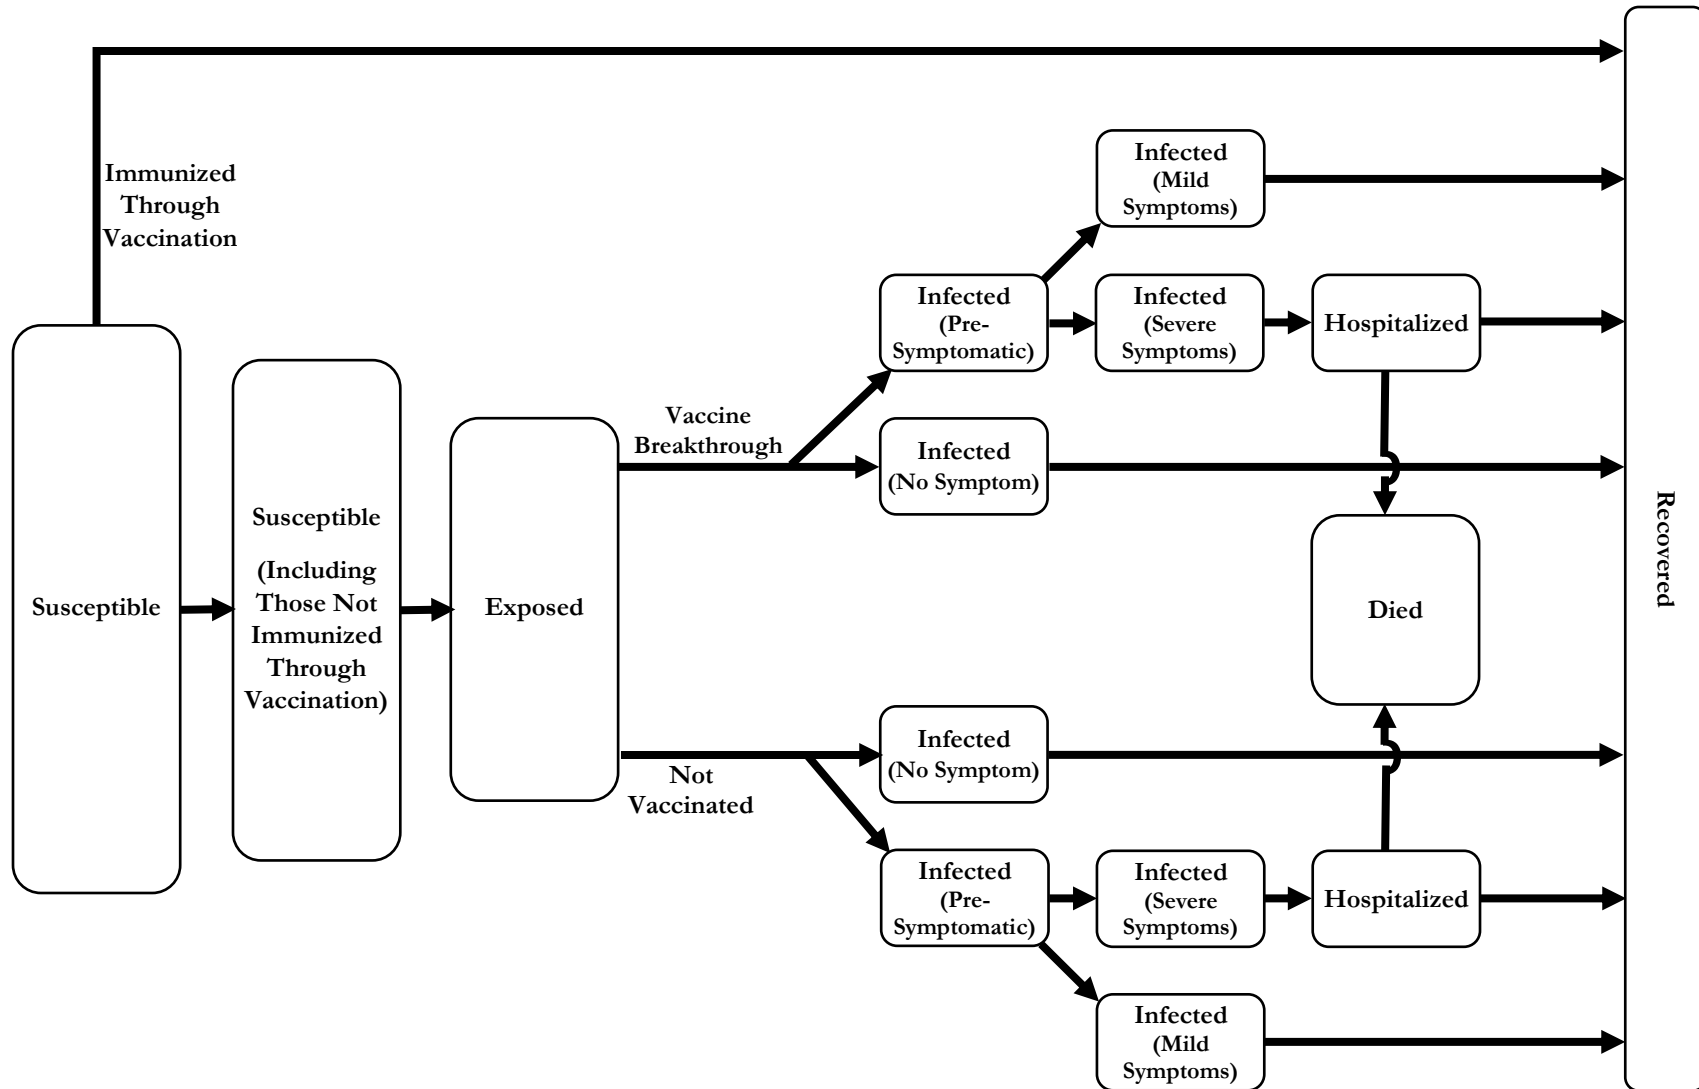 Immunized
Through
Vaccination
Susceptible
Susceptible
(Including
Those Not
Immunized
Through
Vaccination)
Exposed
Vaccine
Breakthrough
Not
Vaccinated
Infected
(Mild
Symptoms)
Infected
(Pre-
Symptomatic)
Infected
(Severe
Symptoms)
Hospitalized
Infected
(No Symptom)
Died
Infected
(No Symptom)
Infected
(Pre-
Symptomatic)
Infected
(Severe
Symptoms)
Hospitalized
Infected
(Mild
Symptoms)
Recovered